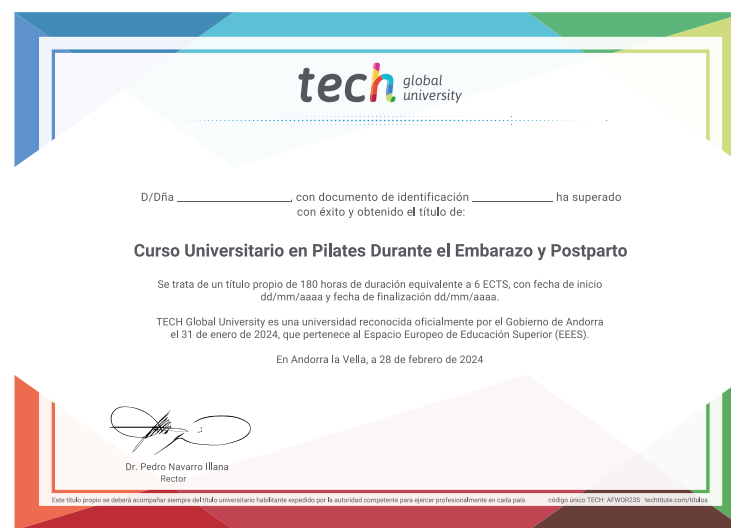 tech global
university
D/Dña ______________, con documento de identificación ______________ ha superado
con éxito y obtenido el título de:
Curso Universitario en Pilates Durante el Embarazo y Postparto
Se trata de un título propio de 180 horas de duración equivalente a 6 ECTS, con fecha de inicio
dd/mm/aaaa y fecha de finalización dd/mm/aaaa.
TECH Global University es una universidad reconocida oficialmente por el Gobierno de Andorra
el 31 de enero de 2024, que pertenece al Espacio Europeo de Educación Superior (EEES).
En Andorra la Vella, a 28 de febrero de 2024
Dr. Pedro Navarro Illana
Rector
Este título propio se deberá acompañar siempre del título universitario habilitante expedido por la autoridad competente para ejercer profesionalmente en cada país. código único TECH: AFWOR23S techtitute.com/titulos